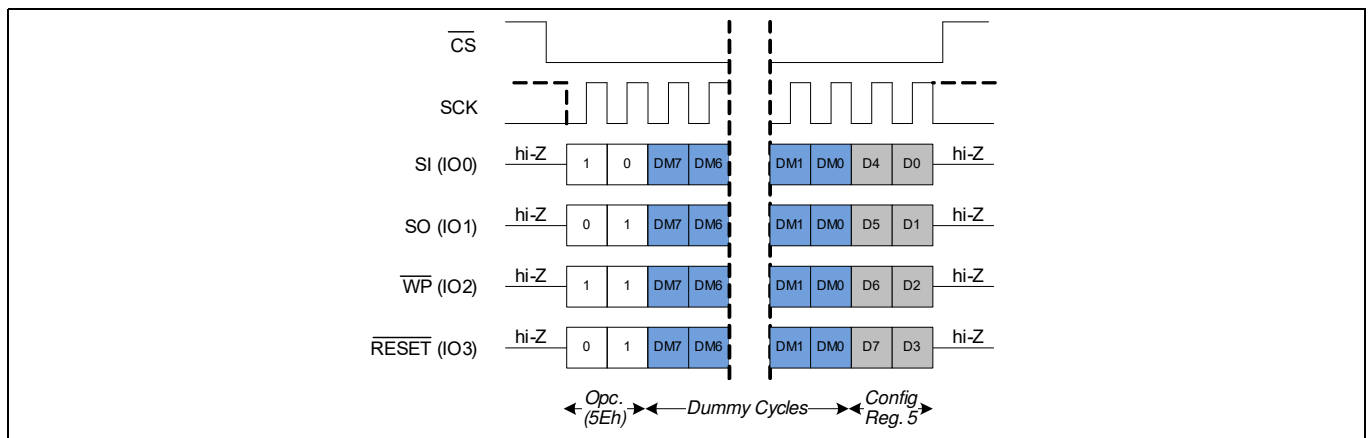 CS
SCK
SI (IO0) hi-Z 1 0 DM7 DM6 DM1 DM0 D4 D0 hi-Z
SO (IO1) hi-Z 0 1 DM7 DM6 DM1 DM0 D5 D1 hi-Z
WP (IO2) hi-Z 1 1 DM7 DM6 DM1 DM0 D6 D2 hi-Z
RESET (IO3) hi-Z 0 1 DM7 DM6 DM1 DM0 D7 D3 hi-Z
Opc. (5Eh) Dummy Cycles Config Reg. 5